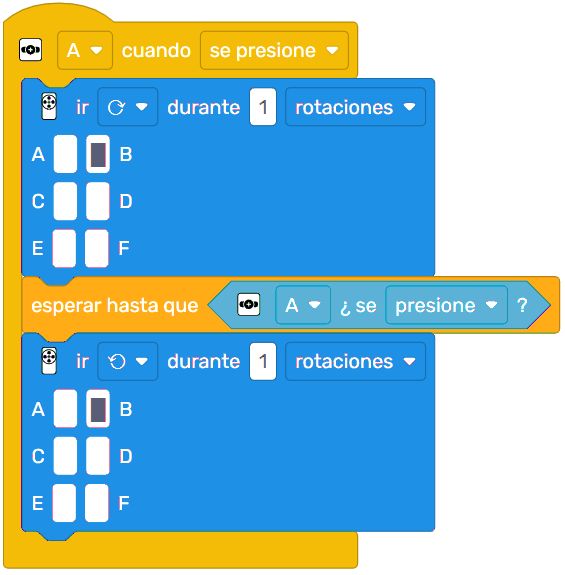 A cuando se presione
ir durante 1 rotaciones
A B
C D
E F
esperar hasta que A ¿ se presione ?
ir durante 1 rotaciones
A B
C D
E F